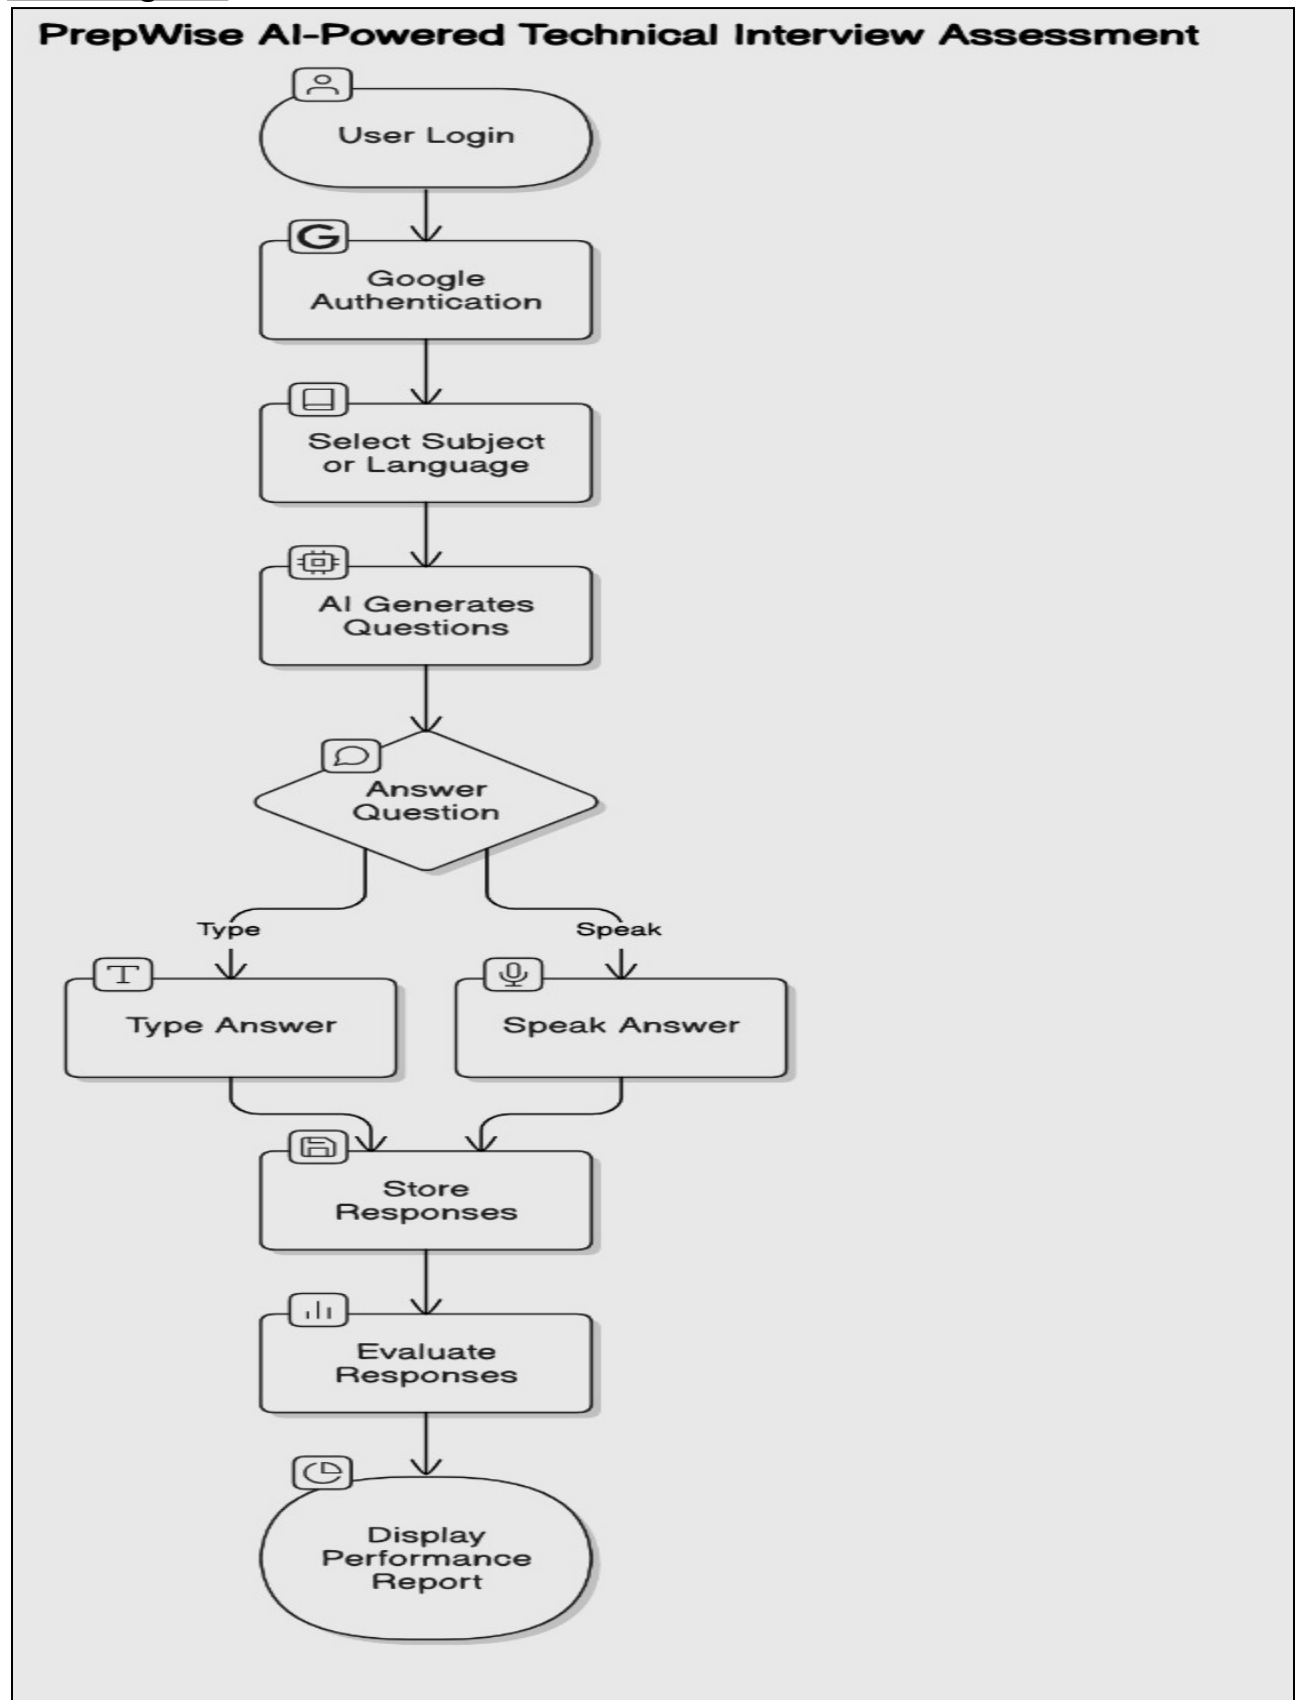 PrepWise AI-Powered Technical Interview Assessment
User Login
G
Google
Authentication
Select Subject
or Language
AI Generates
Questions
Answer
Question
Type
Speak
T
Type Answer
Speak Answer
Store
Responses
Evaluate
Responses
Display
Performance
Report